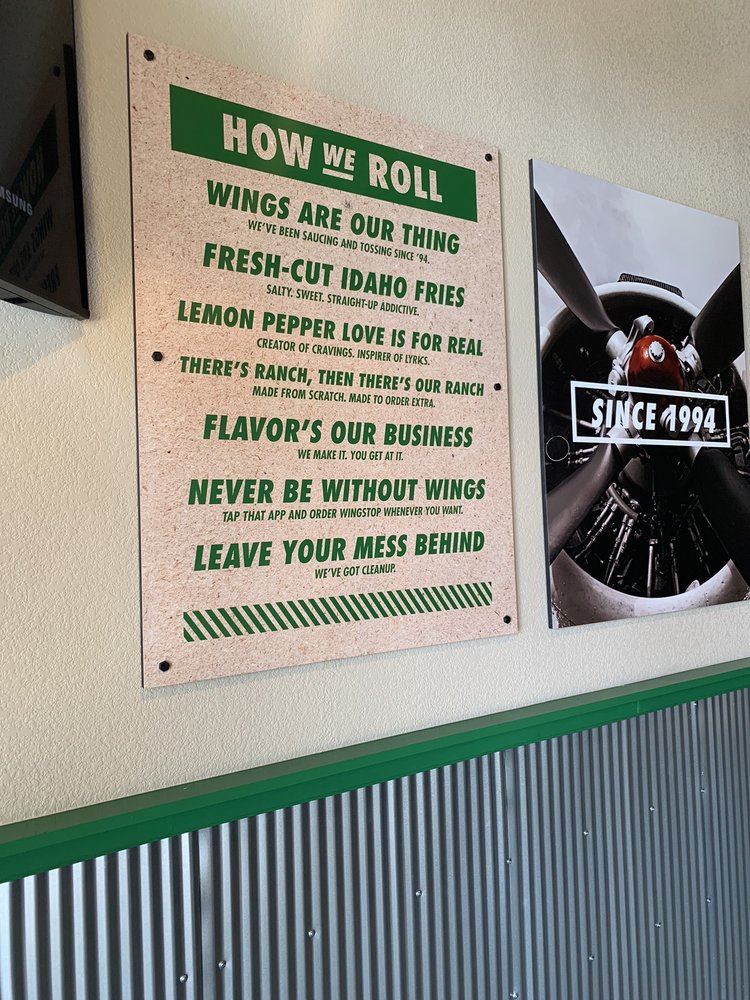 SAMSUNG
HOW WE ROLL
WINGS ARE OUR THING
WE'VE BEEN SAUCING AND TOSSING SINCE '94.
FRESH-CUT IDAHO FRIES
SALTY. SWEET. STRAIGHT-UP ADDICTIVE.
LEMON PEPPER LOVE IS FOR REAL
CREATOR OF CRAVINGS. INSPIRER OF LYRICS.
THERE'S RANCH, THEN THERE'S OUR RANCH
MADE FROM SCRATCH. MADE TO ORDER EXTRA.
FLAVOR'S OUR BUSINESS
WE MAKE IT. YOU GET AT IT.
NEVER BE WITHOUT WINGS
TAP THAT APP AND ORDER WINGSTOP WHENEVER YOU WANT.
LEAVE YOUR MESS BEHIND
WE'VE GOT CLEANUP.
SINCE 1994